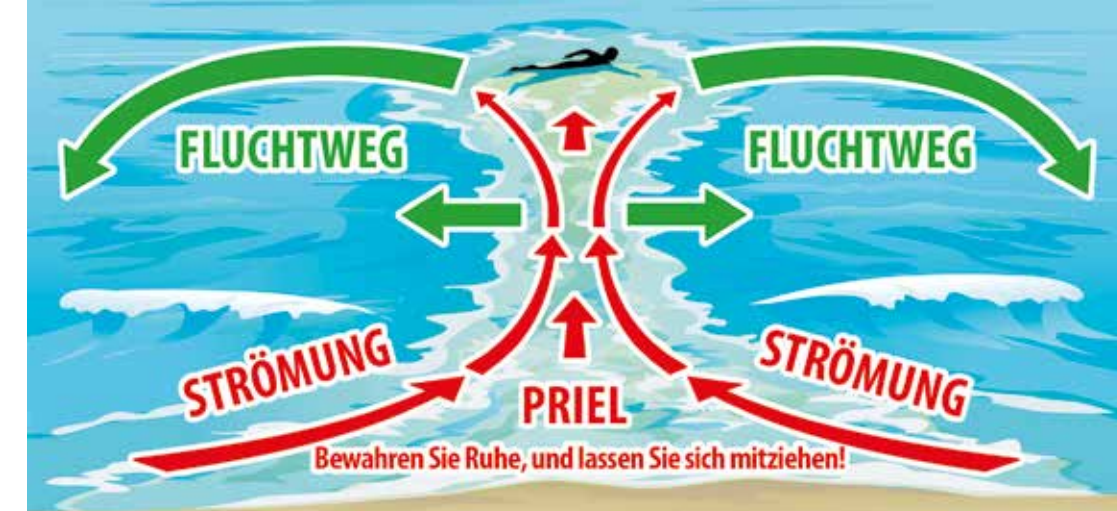 FLUCHTWEG
FLUCHTWEG
STRÖMUNG
STRÖMUNG
PRIEL
Bewahren Sie Ruhe, und lassen Sie sich mitziehen!